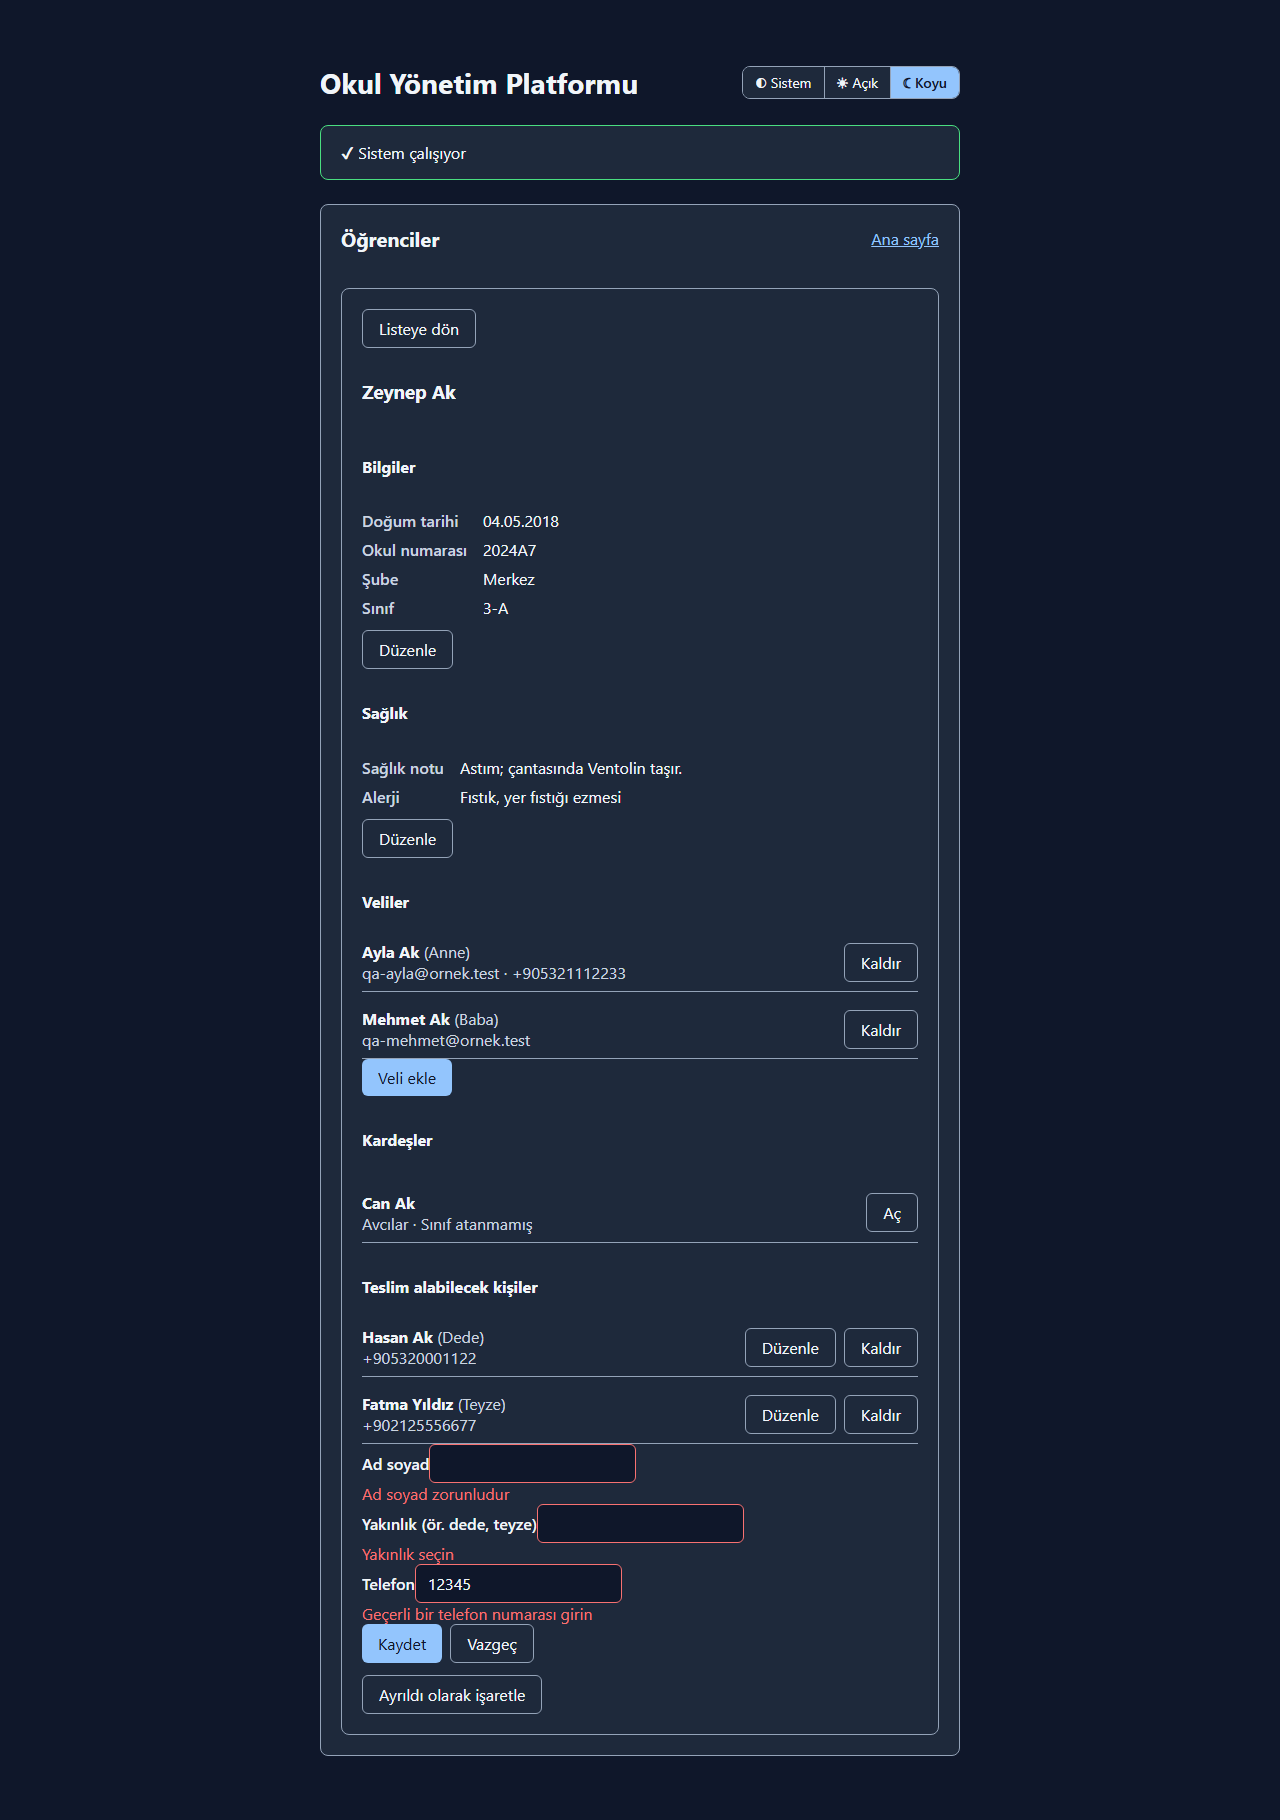 Okul Yönetim Platformu
Sistem
Açık
Koyu
✓ Sistem çalışıyor
Öğrenciler
Ana sayfa
Listeye dön
Zeynep Ak
Bilgiler
Doğum tarihi 04.05.2018
Okul numarası 2024A7
Şube Merkez
Sınıf 3-A
Düzenle
Sağlık
Sağlık notu Astım; çantasında Ventolin taşır.
Alerji Fıstık, yer fıstığı ezmesi
Düzenle
Veliler
Ayla Ak (Anne)
qa-ayla@ornek.test · +905321112233
Kaldır
Mehmet Ak (Baba)
qa-mehmet@ornek.test
Kaldır
Veli ekle
Kardeşler
Can Ak
Avcılar · Sınıf atanmamış
Aç
Teslim alabilecek kişiler
Hasan Ak (Dede)
+905320001122
Düzenle
Kaldır
Fatma Yıldız (Teyze)
+902125556677
Düzenle
Kaldır
Ad soyad
Ad soyad zorunludur
Yakınlık (ör. dede, teyze)
Yakınlık seçin
Telefon 12345
Geçerli bir telefon numarası girin
Kaydet
Vazgeç
Ayrıldı olarak işaretle